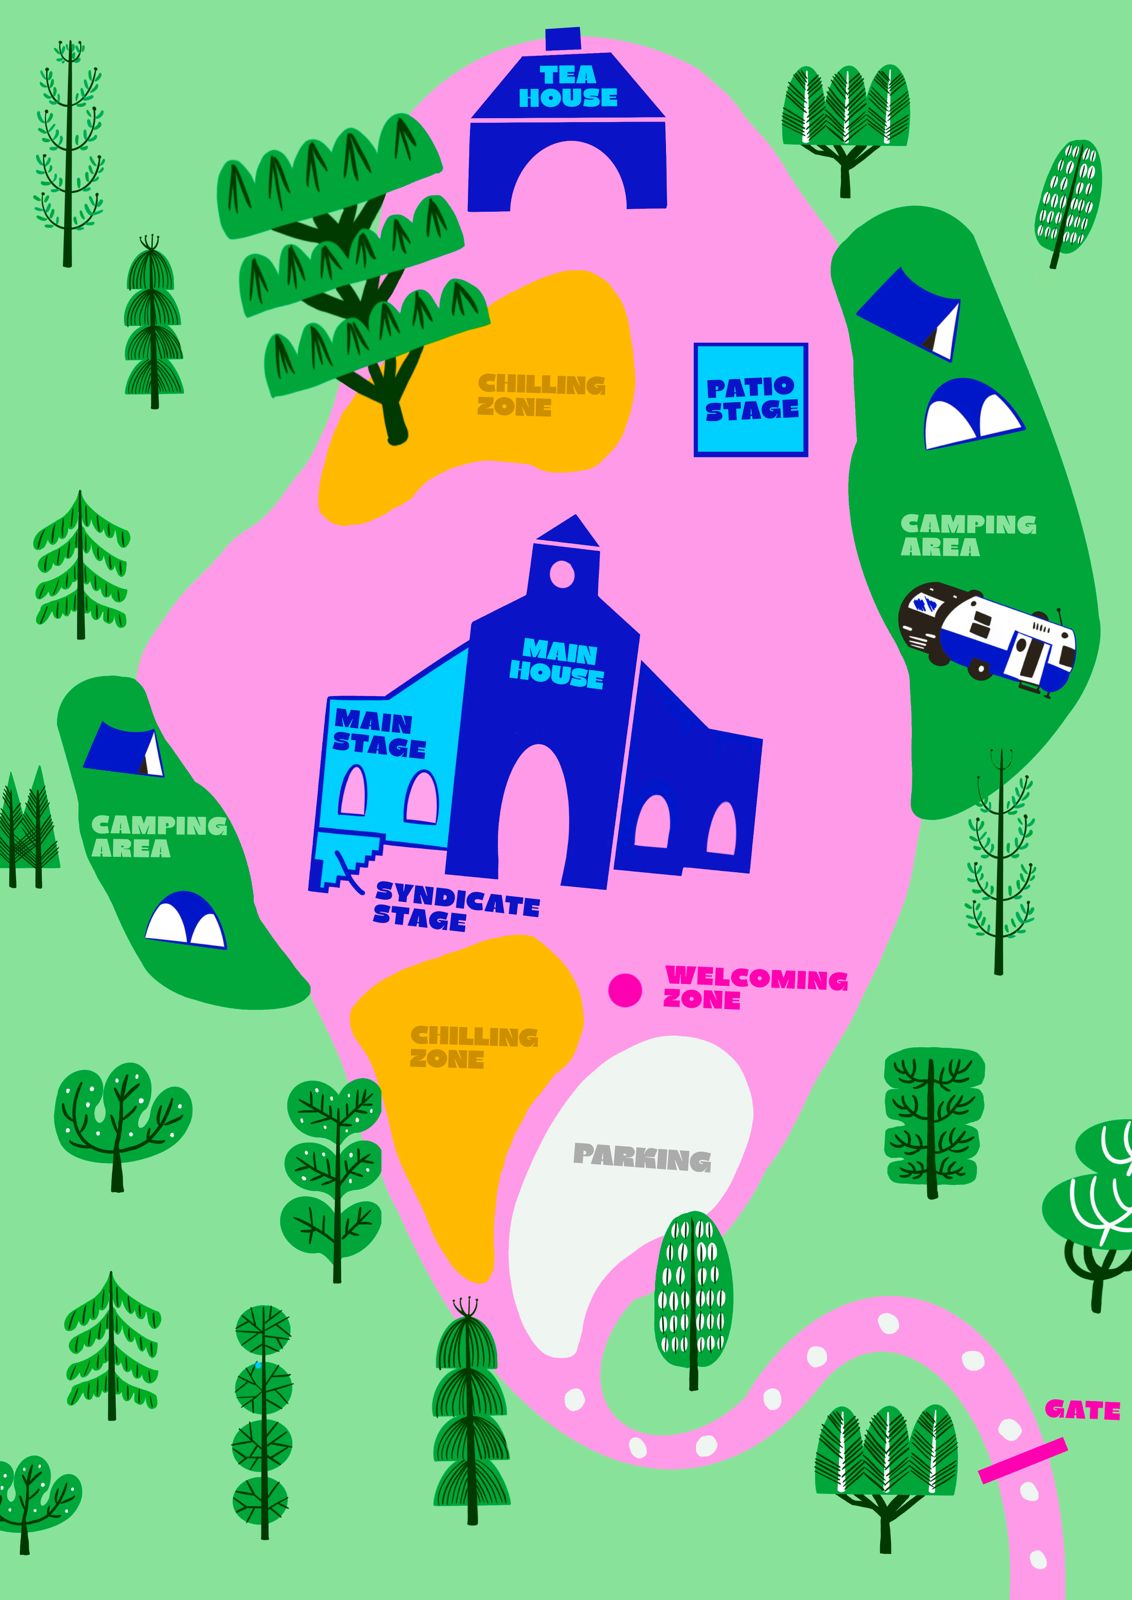 TEA
HOUSE
CHILLING
ZONE
PATIO
STAGE
CAMPING
AREA
MAIN
HOUSE
MAIN
STAGE
CAMPING
AREA
SYNDICATE
STAGE
WELCOMING
ZONE
CHILLING
ZONE
PARKING
GATE